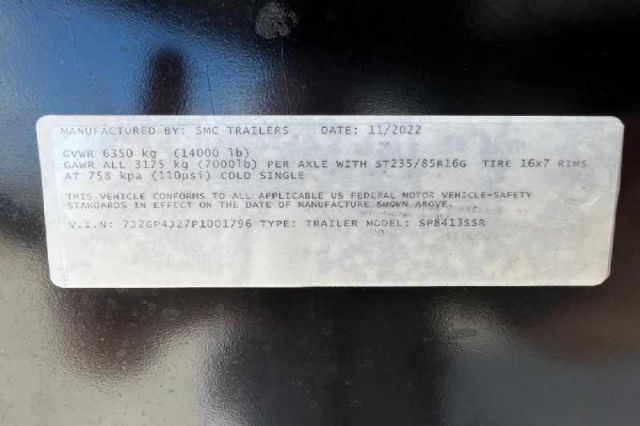 MANUFACTURED BY: SMC TRAILERS DATE: 11/2022
GVWR 6350 kg (14000 lb)
GAWR ALL 3175 kg (7000lb) PER AXLE WITH ST235/85R16G TIRE 16x7 RIMS
AT 758 kpa (110psi) COLD SINGLE
THIS VEHICLE CONFORMS TO ALL APPLICABLE US FEDERAL MOTOR VEHICLE-SAFETY
STANDARDS IN EFFECT ON THE DATE OF MANUFACTURE SHOWN ABOVE.
V.I.N: 7J2GP4327P1001796 TYPE: TRAILER MODEL: SP8413SSR